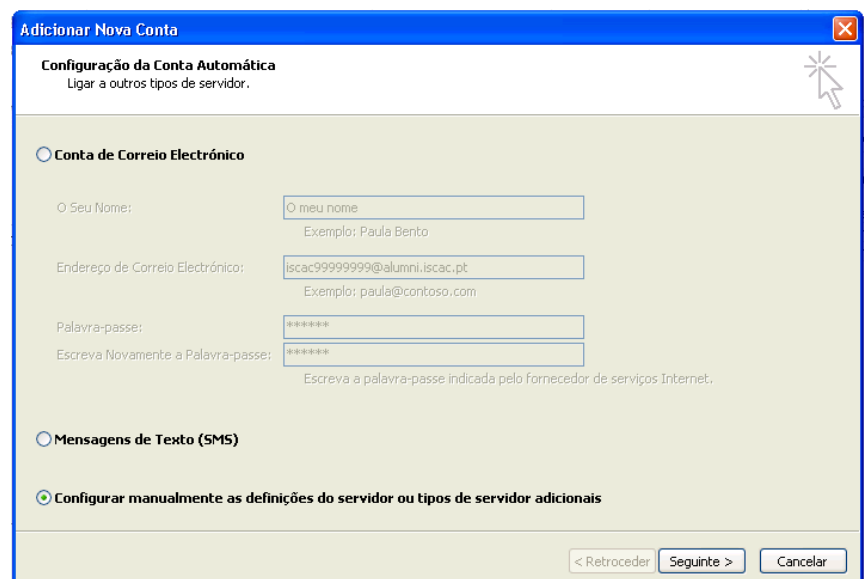 Adicionar Nova Conta
Configuração da Conta Automática
Ligar a outros tipos de servidor.
Conta de Correio Electrónico
O Seu Nome: O meu nome
Exemplo: Paula Bento
Endereço de Correio Electrónico: iscac99999999@alumni.iscac.pt
Exemplo: paula@contoso.com
Palavra-passe: ******
Escreva Novamente a Palavra-passe: ******
Escreva a palavra-passe indicada pelo fornecedor de serviços Internet.
Mensagens de Texto (SMS)
Configurar manualmente as definições do servidor ou tipos de servidor adicionais
< Retroceder Seguinte > Cancelar